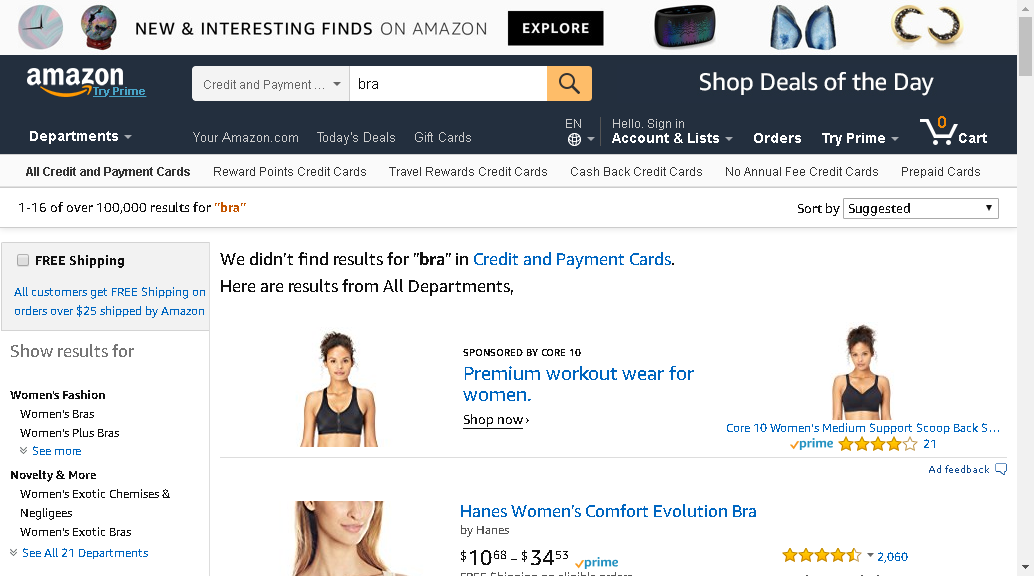 NEW & INTERESTING FINDS ON AMAZON EXPLORE
amazon
Try Prime
Credit and Payment ...
bra
Shop Deals of the Day
Departments
Your Amazon.com Today's Deals Gift Cards
EN
Hello. Sign in
Account & Lists
Orders
Try Prime
0
Cart
All Credit and Payment Cards Reward Points Credit Cards Travel Rewards Credit Cards Cash Back Credit Cards No Annual Fee Credit Cards Prepaid Cards
1-16 of over 100,000 results for "bra"
Sort by Suggested
FREE Shipping
All customers get FREE Shipping on
orders over $25 shipped by Amazon
Show results for
Women's Fashion
Women's Bras
Women's Plus Bras
See more
Novelty & More
Women's Exotic Chemises &
Negligees
Women's Exotic Bras
See All 21 Departments
We didn't find results for "bra" in Credit and Payment Cards.
Here are results from All Departments,
SPONSORED BY CORE 10
Premium workout wear for
women.
Shop now ›
Core 10 Women's Medium Support Scoop Back S...
prime 21
Ad feedback
Hanes Women's Comfort Evolution Bra
by Hanes
$10 68 - $34 53 prime
2,060
FREE Shipping on eligible orders